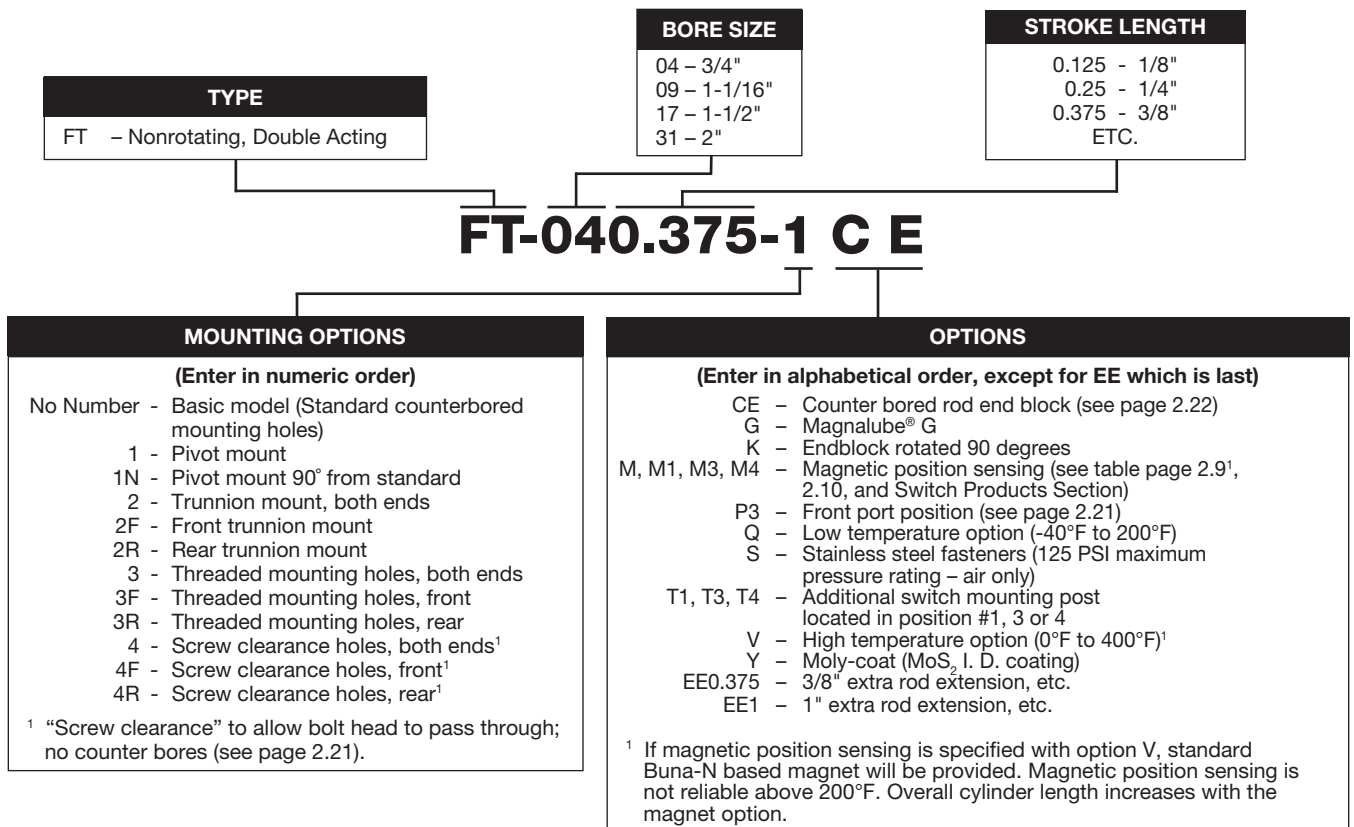 BORE SIZE
04 – 3/4"
09 – 1-1/16"
17 – 1-1/2"
31 – 2"
STROKE LENGTH
0.125 - 1/8"
0.25 - 1/4"
0.375 - 3/8"
ETC.
TYPE
FT – Nonrotating, Double Acting
FT-040.375-1 C E
MOUNTING OPTIONS
(Enter in numeric order)
No Number - Basic model (Standard counterbored
mounting holes)
1 - Pivot mount
1N - Pivot mount 90˚ from standard
2 - Trunnion mount, both ends
2F - Front trunnion mount
2R - Rear trunnion mount
3 - Threaded mounting holes, both ends
3F - Threaded mounting holes, front
3R - Threaded mounting holes, rear
4 - Screw clearance holes, both ends¹
4F - Screw clearance holes, front¹
4R - Screw clearance holes, rear¹
¹ “Screw clearance” to allow bolt head to pass through;
no counter bores (see page 2.21).
OPTIONS
(Enter in alphabetical order, except for EE which is last)
CE – Counter bored rod end block (see page 2.22)
G – Magnalube® G
K – Endblock rotated 90 degrees
M, M1, M3, M4 – Magnetic position sensing (see table page 2.9¹,
2.10, and Switch Products Section)
P3 – Front port position (see page 2.21)
Q – Low temperature option (-40°F to 200°F)
S – Stainless steel fasteners (125 PSI maximum
pressure rating – air only)
T1, T3, T4 – Additional switch mounting post
located in position #1, 3 or 4
V – High temperature option (0°F to 400°F)¹
Y – Moly-coat (MoS₂ I. D. coating)
EE0.375 – 3/8" extra rod extension, etc.
EE1 – 1" extra rod extension, etc.
¹ If magnetic position sensing is specified with option V, standard
Buna-N based magnet will be provided. Magnetic position sensing is
not reliable above 200°F. Overall cylinder length increases with the
magnet option.